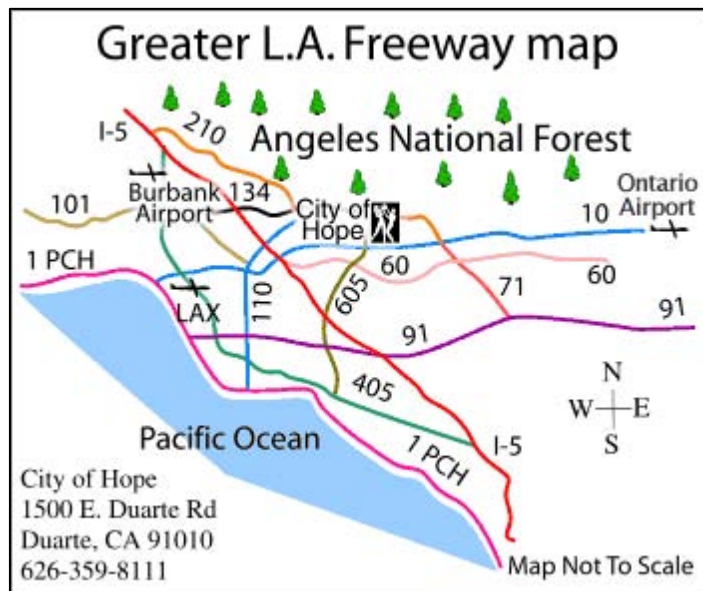 Greater L.A. Freeway map
I-5
210
Angeles National Forest
Burbank
Airport
134
101
City of
Hope
10
Ontario
Airport
1 PCH
60
60
LAX
110
605
71
91
91
405
N
W E
S
Pacific Ocean
1 PCH
I-5
City of Hope
1500 E. Duarte Rd
Duarte, CA 91010
626-359-8111
Map Not To Scale